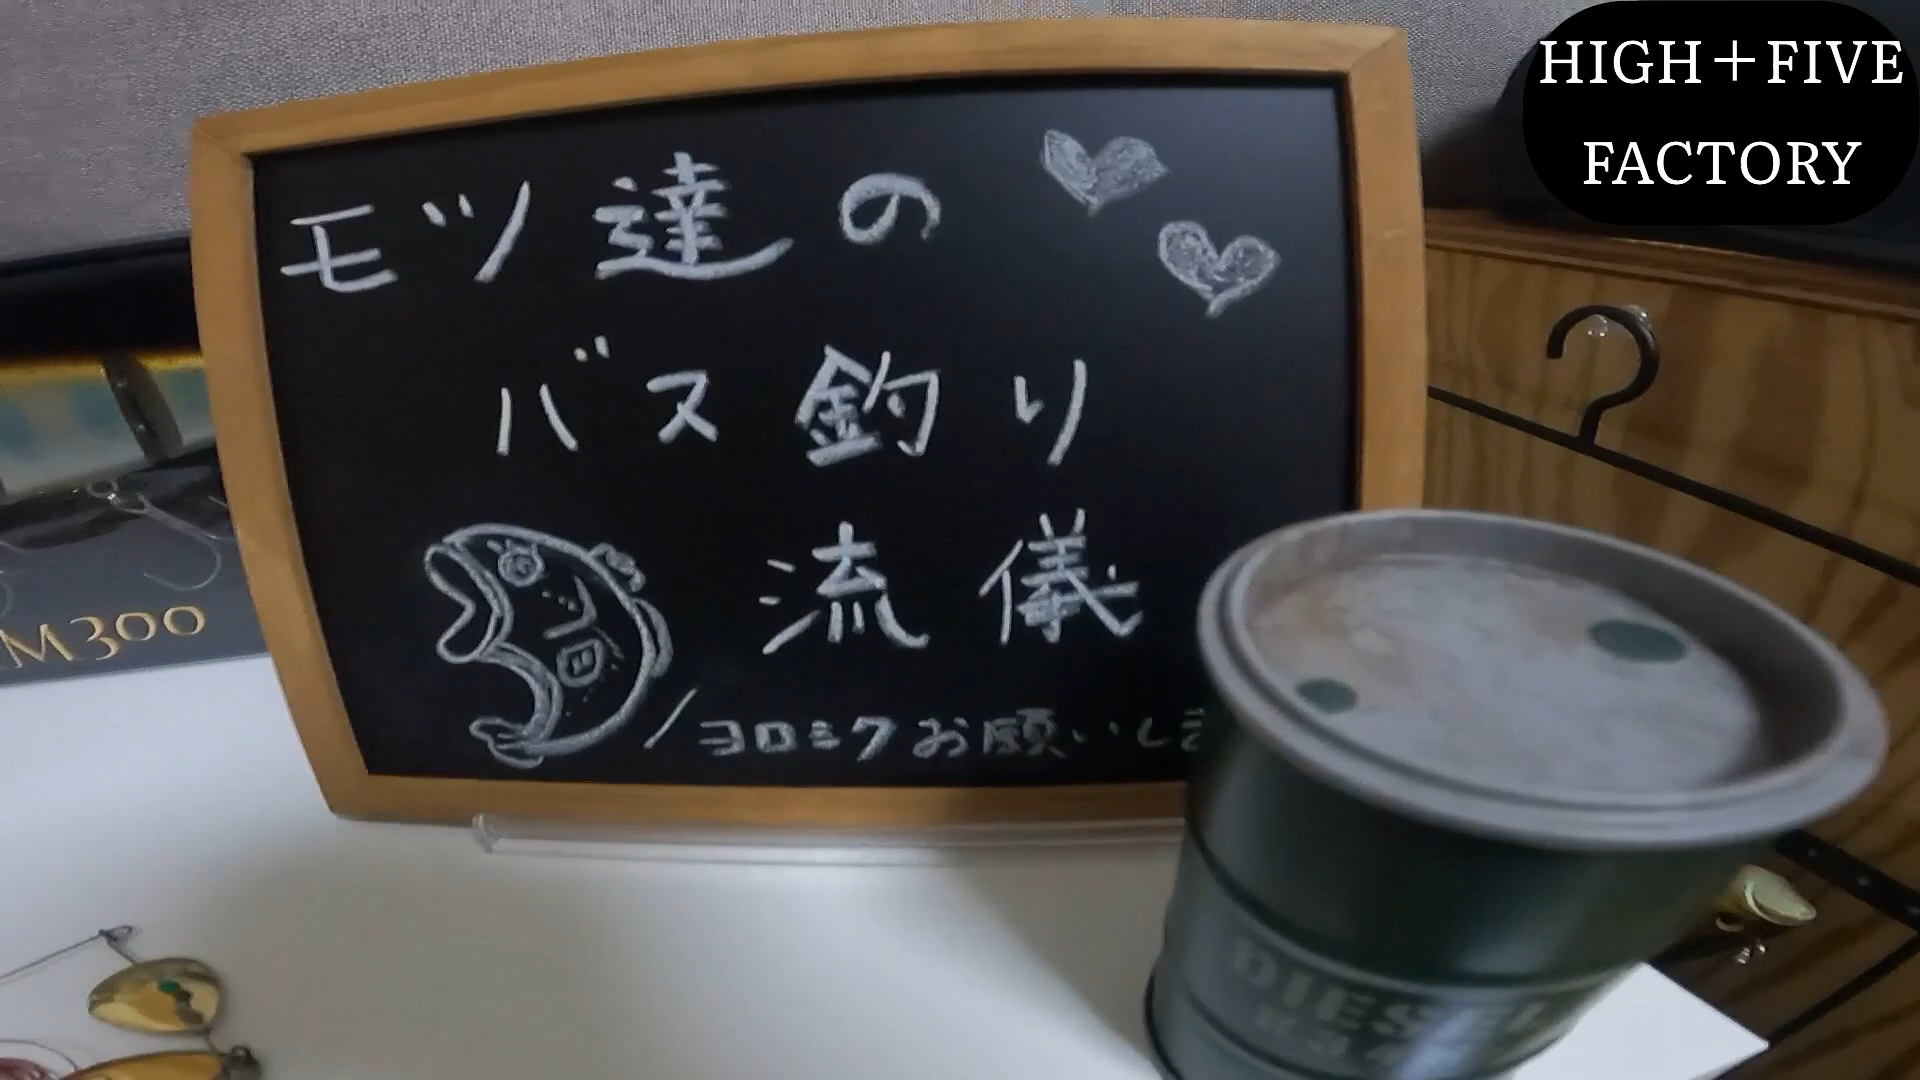 HIGH+FIVE
FACTORY
モツ達の
バス釣り
流儀
ヨロシクお願いしま
M300
DIESEL